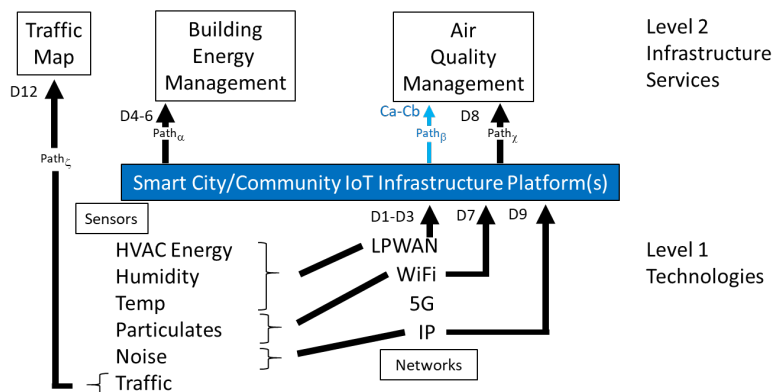 Traffic
Map
Building
Energy
Management
Air
Quality
Management
Level 2
Infrastructure
Services
D12
D4-6
Ca-Cb
D8
Pathζ
Pathα
Pathβ
Pathχ
Smart City/Community IoT Infrastructure Platform(s)
Sensors
D1-D3
D7
D9
HVAC Energy
Humidity
Temp
Particulates
Noise
Traffic
LPWAN
WiFi
5G
IP
Networks
Level 1
Technologies